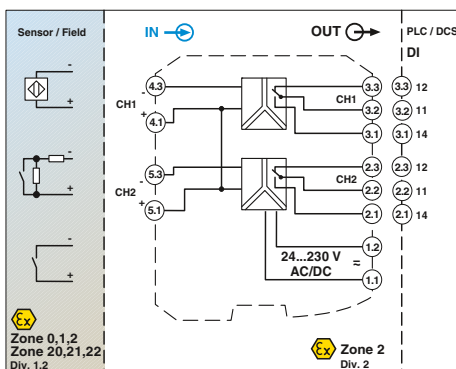 Sensor / Field
IN
OUT
PLC / DCS
DI
-
+
-
+
-
+
4.3
-
CH1
+
4.1
5.3
-
CH2
+
5.1
3.3
CH1
3.2
3.1
2.3
CH2
2.2
2.1
1.2
24...230 V
AC/DC
≈
1.1
3.3 12
3.2 11
3.1 14
2.3 12
2.2 11
2.1 14
Ex
Zone 0,1,2
Zone 20,21,22
Div. 1,2
Ex
Zone 2
Div. 2